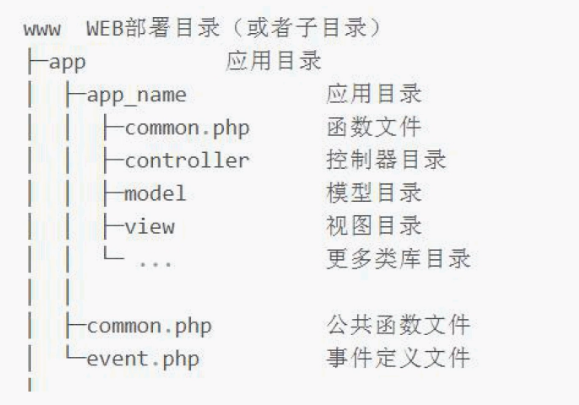 www  WEB部署目录（或者子目录）
├─app           应用目录
│  ├─app_name           应用目录
│  │  ├─common.php      函数文件
│  │  ├─controller      控制器目录
│  │  ├─model           模型目录
│  │  ├─view            视图目录
│  │  └─ ...            更多类库目录
│  │
│  ├─common.php         公共函数文件
│  └─event.php          事件定义文件